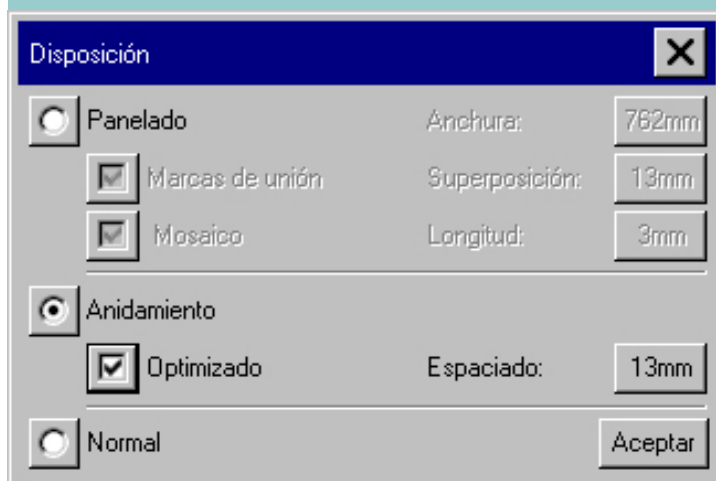 Disposición
Panelado Anchura: 762mm
Marcas de unión Superposición: 13mm
Mosaico Longitud: 3mm
Anidamiento
Optimizado Espaciado: 13mm
Normal Aceptar